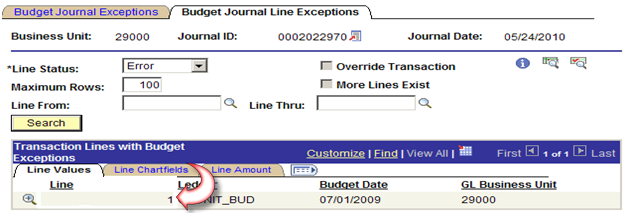 Budget Journal Exceptions Budget Journal Line Exceptions
Business Unit: 29000 Journal ID: 0002022970 Journal Date: 05/24/2010
*Line Status: Error Override Transaction
Maximum Rows: 100 More Lines Exist
Line From: Line Thru:
Search
Transaction Lines with Budget Exceptions Customize | Find | View All | First 1 of 1 Last
Line Values Line Chartfields Line Amount
Line Budget Date GL Business Unit
1 NIT_BUD 07/01/2009 29000